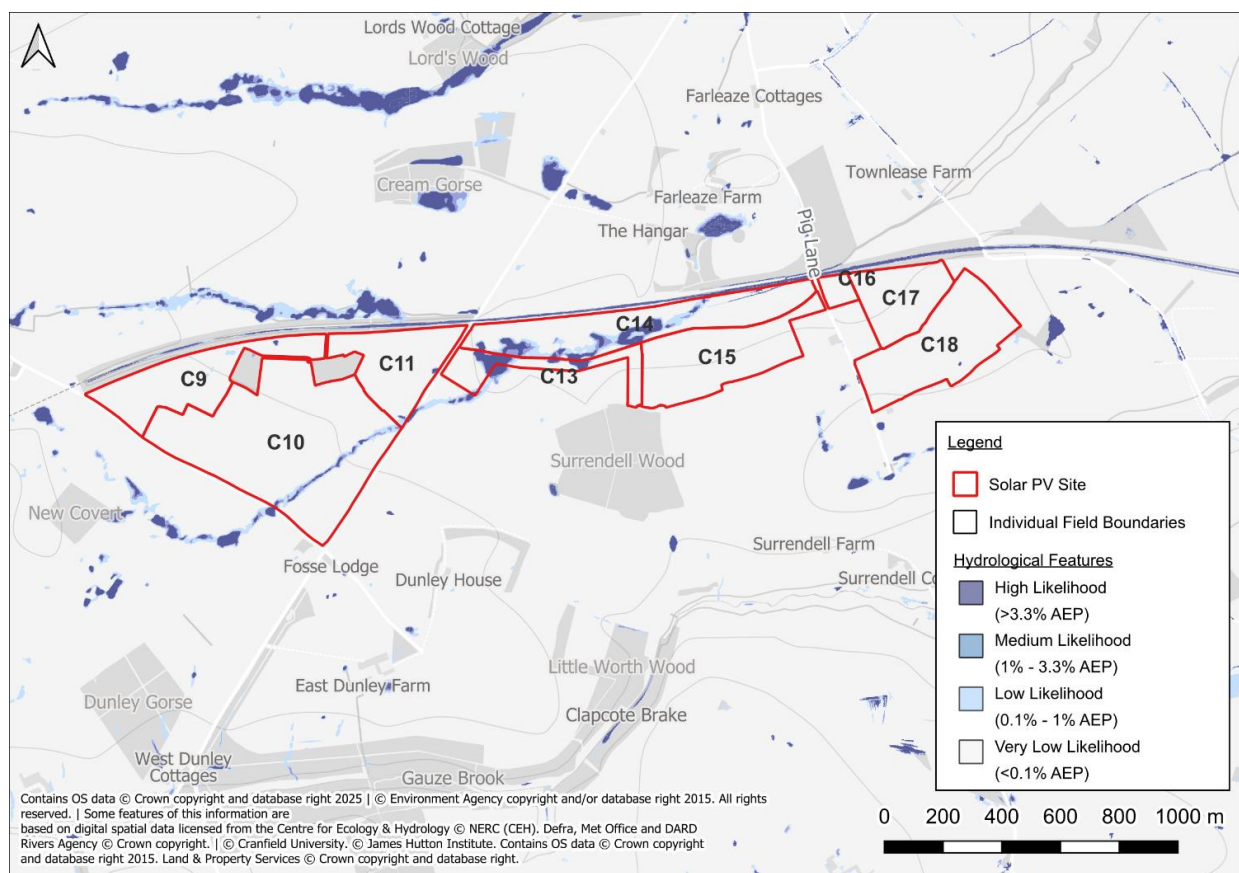 Lords Wood Cottage
Lord's Wood
Farleaze Cottages
Cream Gorse
Townlease Farm
Farleaze Farm
The Hangar
Pig Lane
C16
C17
C14
C18
C15
C11
C9
C13
C10
Surrendell Wood
New Covert
Fosse Lodge
Dunley House
Surrendell Farm
Little Worth Wood
East Dunley Farm
Dunley Gorse
Clapcote Brake
West Dunley
Cottages
Gauze Brook
Legend
Solar PV Site
Individual Field Boundaries
Hydrological Features
High Likelihood
(>3.3% AEP)
Medium Likelihood
(1% - 3.3% AEP)
Low Likelihood
(0.1% - 1% AEP)
Very Low Likelihood
(<0.1% AEP)
Contains OS data © Crown copyright and database right 2025 | © Environment Agency copyright and/or database right 2015. All rights
reserved. | Some features of this information are
based on digital spatial data licensed from the Centre for Ecology & Hydrology © NERC (CEH). Defra, Met Office and DARD
Rivers Agency © Crown copyright. | © Cranfield University. © James Hutton Institute. Contains OS data © Crown copyright
and database right 2015. Land & Property Services © Crown copyright and database right.
0 200 400 600 800 1000 m